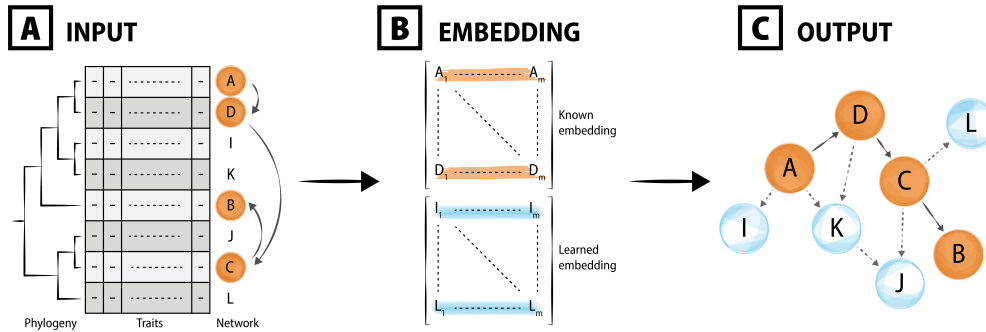 A INPUT
A
D
I
K
B
J
C
L
Phylogeny Traits Network
B EMBEDDING
A1 Am
Known
embedding
D1 Dm
I1 Im
Learned
embedding
L1 Lm
C OUTPUT
L
D
A
C
I
K
B
J